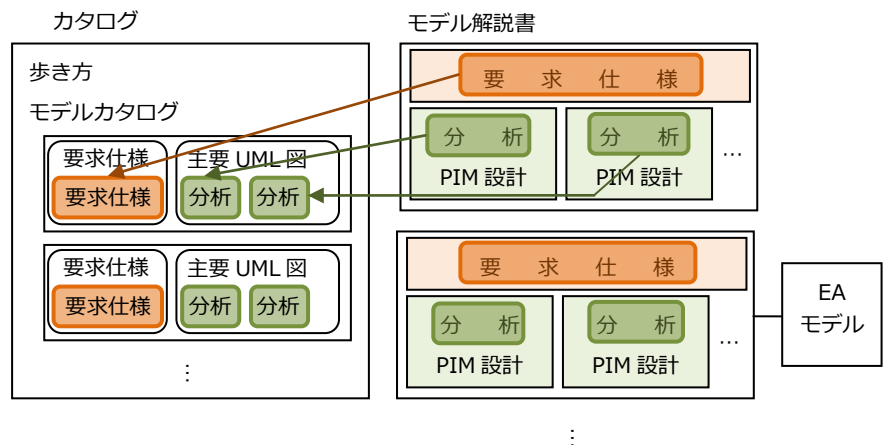 カタログ
歩き方
モデルカタログ
要求仕様
要求仕様
主要 UML 図
分析
分析
要求仕様
要求仕様
主要 UML 図
分析
分析
⋮
モデル解説書
要 求 仕 様
分 析
PIM 設計
分 析
PIM 設計
…
要 求 仕 様
分 析
PIM 設計
分 析
PIM 設計
…
⋮
EA
モデル